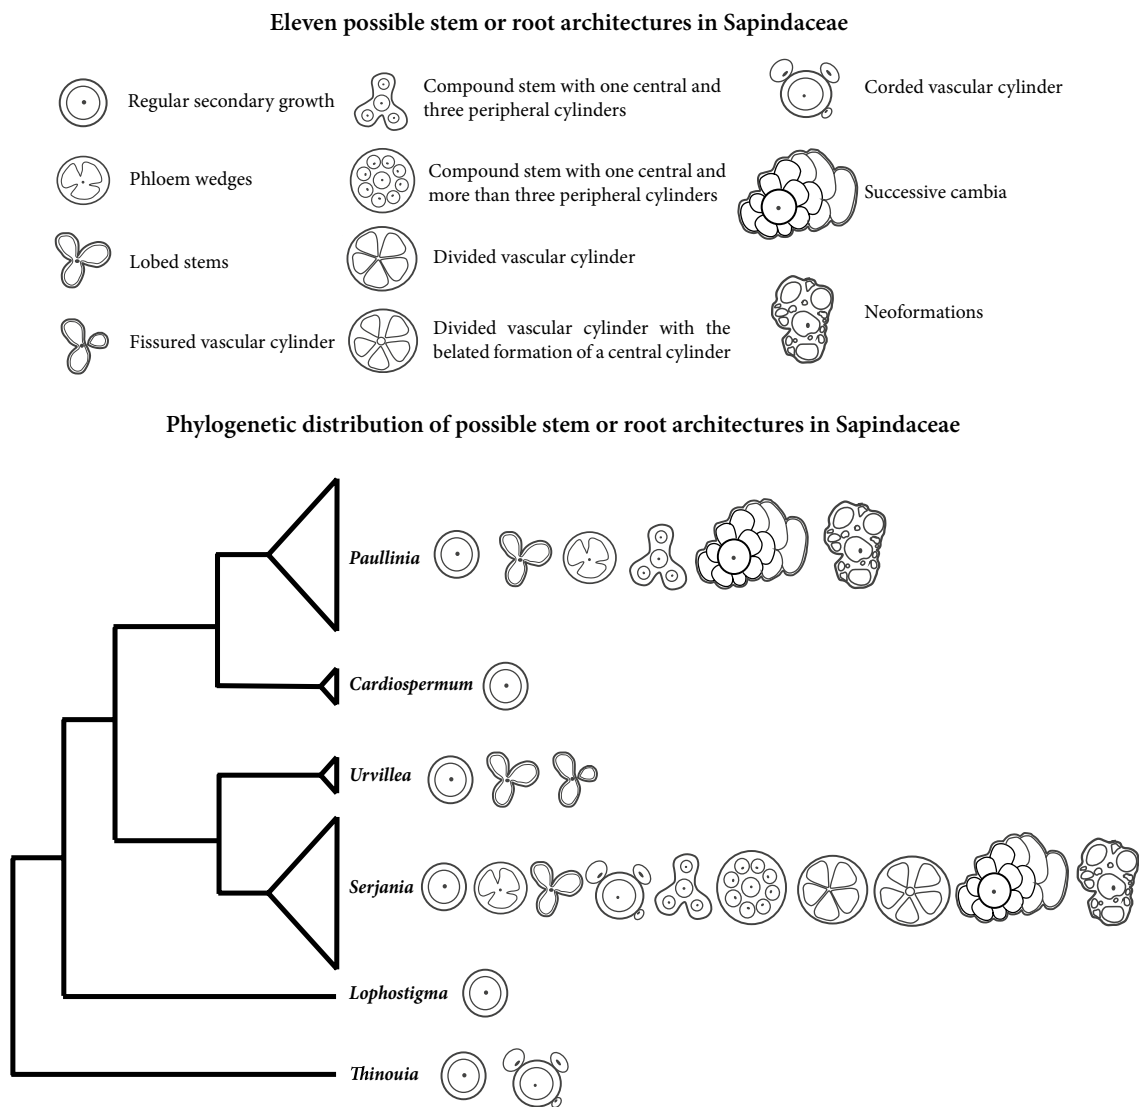 Eleven possible stem or root architectures in Sapindaceae
Regular secondary growth
Phloem wedges
Lobed stems
Fissured vascular cylinder
Compound stem with one central and
three peripheral cylinders
Compound stem with one central and
more than three peripheral cylinders
Divided vascular cylinder
Divided vascular cylinder with the
belated formation of a central cylinder
Corded vascular cylinder
Successive cambia
Neoformations
Phylogenetic distribution of possible stem or root architectures in Sapindaceae
Paullinia
Cardiospermum
Urvillea
Serjania
Lophostigma
Thinouia